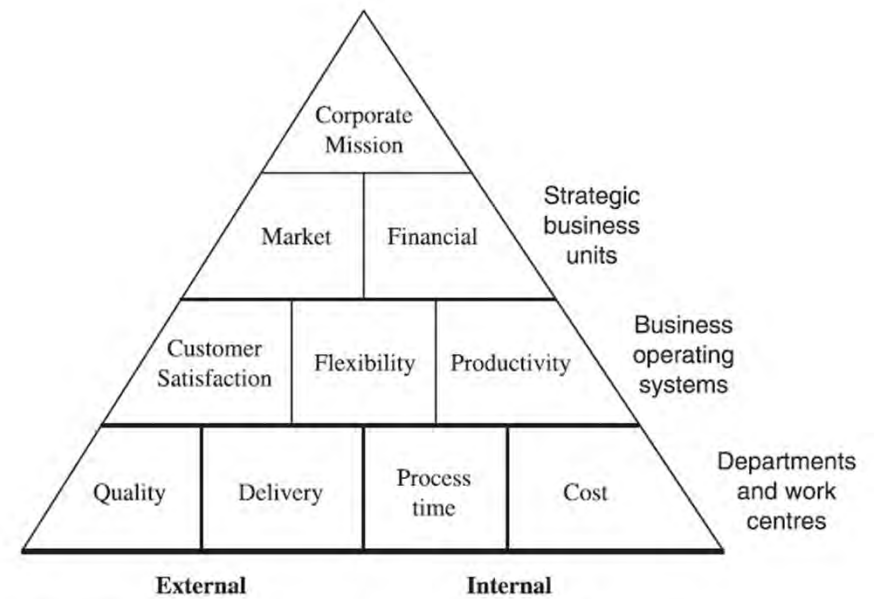 Corporate
Mission
Market
Financial
Strategic
business
units
Customer
Satisfaction
Flexibility
Productivity
Business
operating
systems
Quality
Delivery
Process
time
Cost
Departments
and work
centres
External
Internal